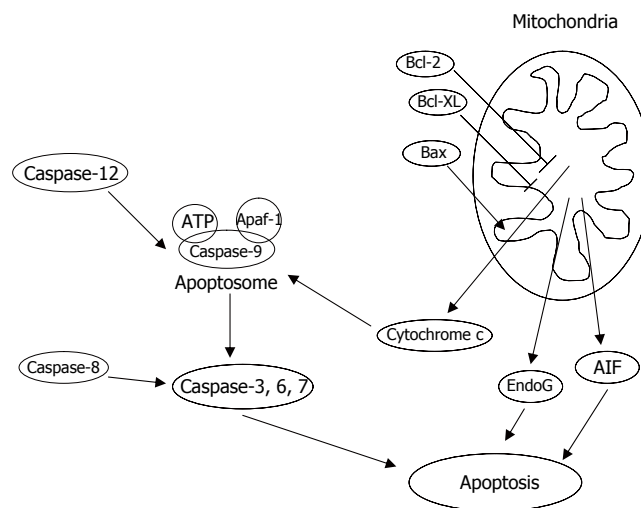 Mitochondria
Bcl-2
Bcl-XL
Bax
Caspase-12
ATP
Apaf-1
Caspase-9
Apoptosome
Cytochrome c
Caspase-8
Caspase-3, 6, 7
EndoG
AIF
Apoptosis